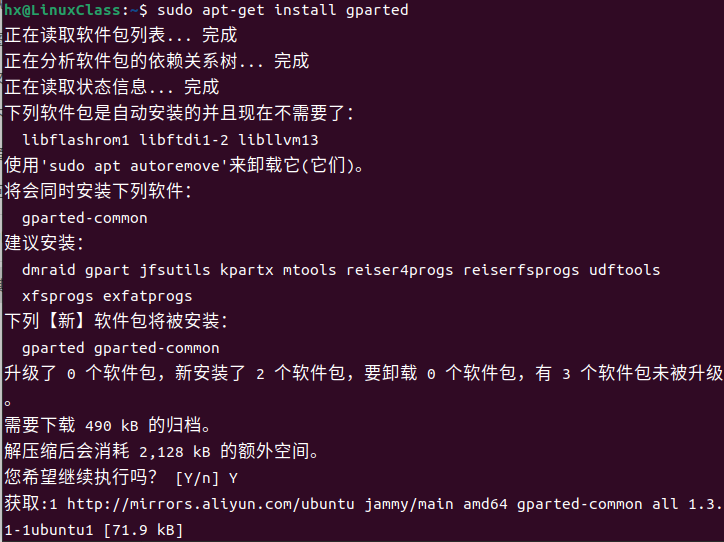 hx@LinuxClass:~$ sudo apt-get install gparted
正在读取软件包列表... 完成
正在分析软件包的依赖关系树... 完成
正在读取状态信息... 完成
下列软件包是自动安装的并且现在不需要了：
  libflashrom1 libftdi1-2 libllvm13
使用'sudo apt autoremove'来卸载它(它们)。
将会同时安装下列软件：
  gparted-common
建议安装：
  dmraid gpart jfsutils kpartx mtools reiser4progs reiserfsprogs udftools
  xfsprogs exfatprogs
下列【新】软件包将被安装：
  gparted gparted-common
升级了 0 个软件包，新安装了 2 个软件包，要卸载 0 个软件包，有 3 个软件包未被升级
。
需要下载 490 kB 的归档。
解压缩后会消耗 2,128 kB 的额外空间。
您希望继续执行吗？ [Y/n] Y
获取:1 http://mirrors.aliyun.com/ubuntu jammy/main amd64 gparted-common all 1.3.
1-1ubuntu1 [71.9 kB]